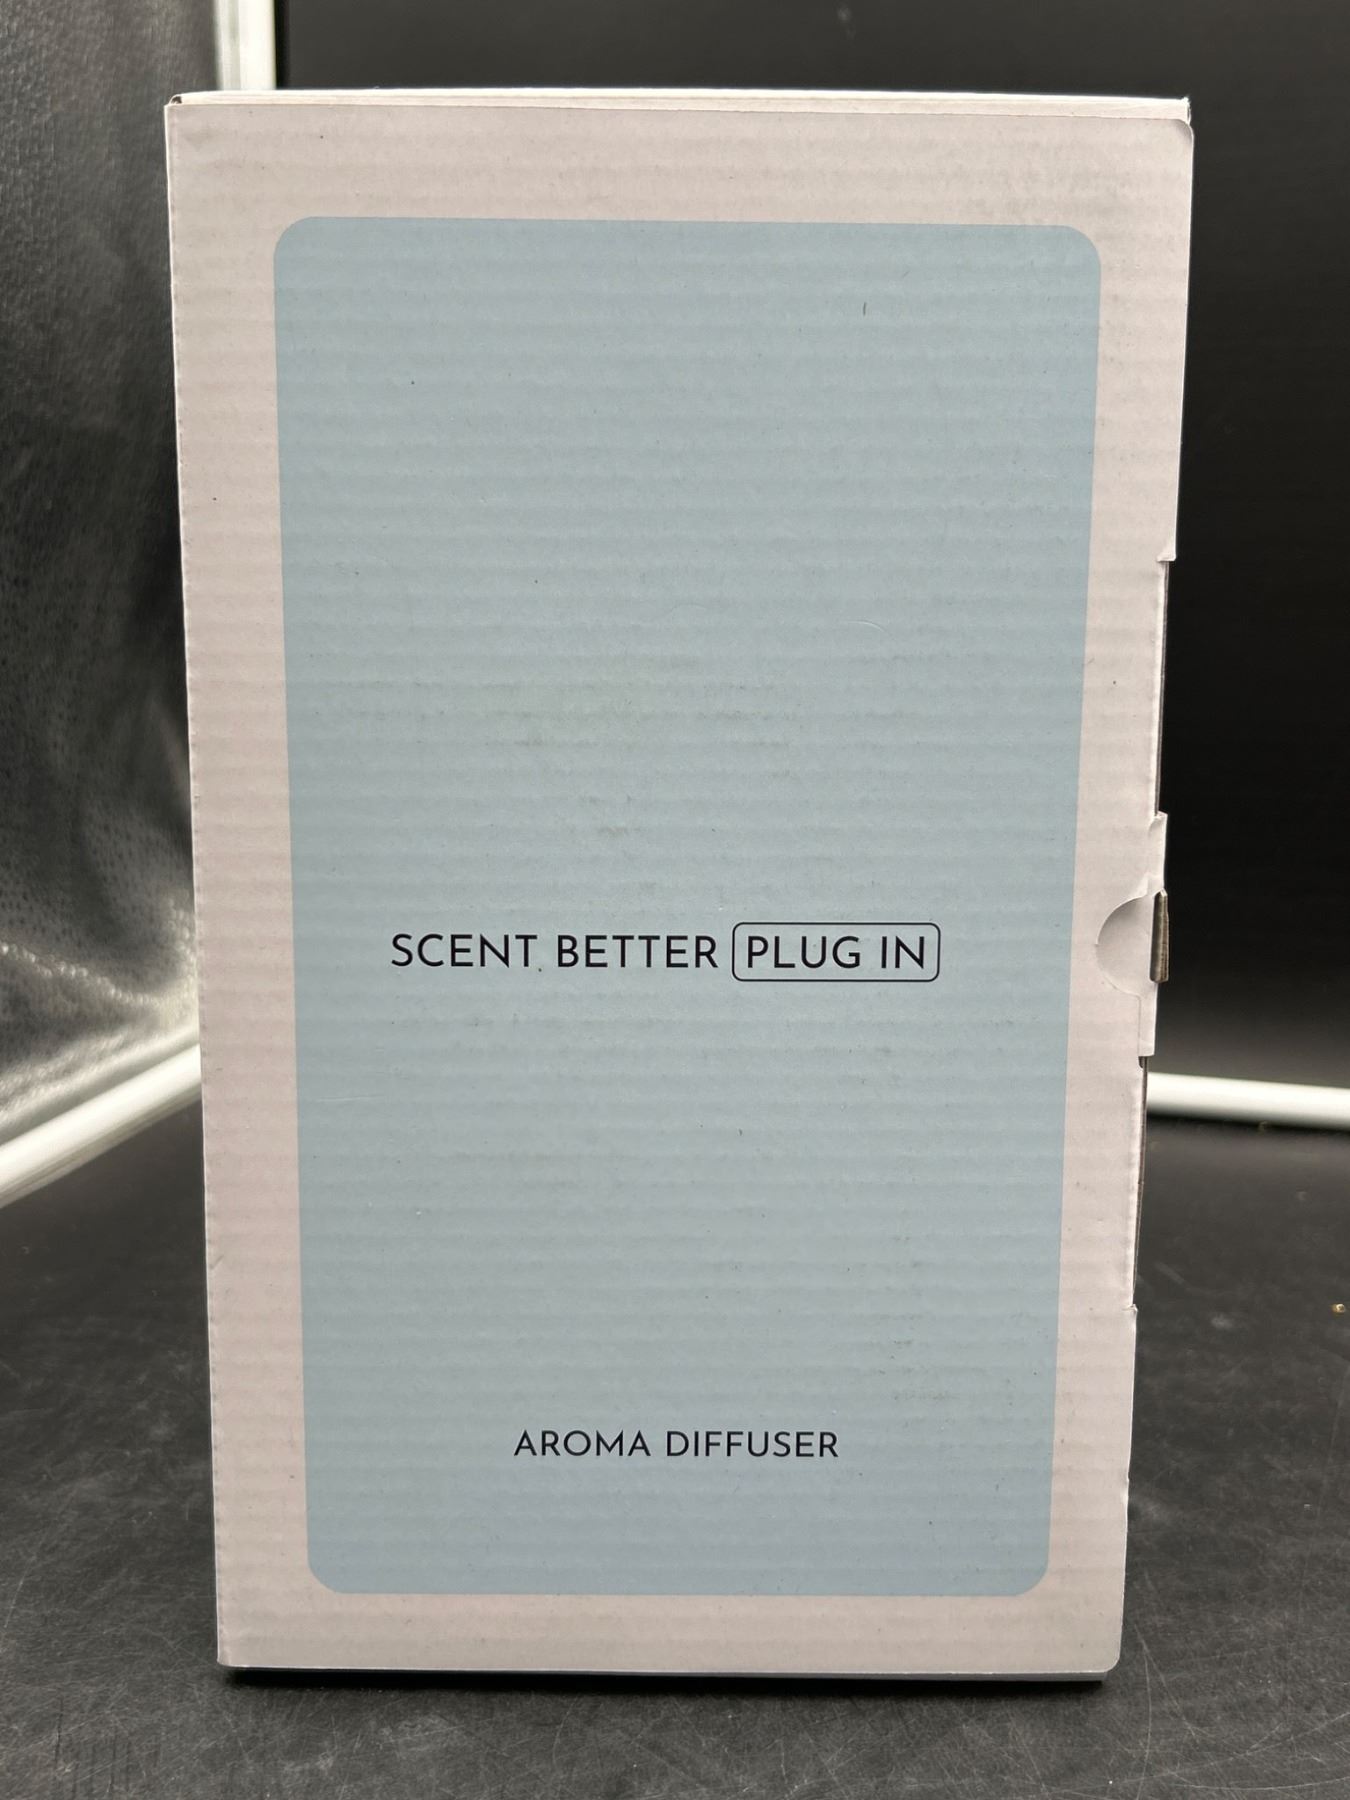 SCENT BETTER PLUG IN
AROMA DIFFUSER